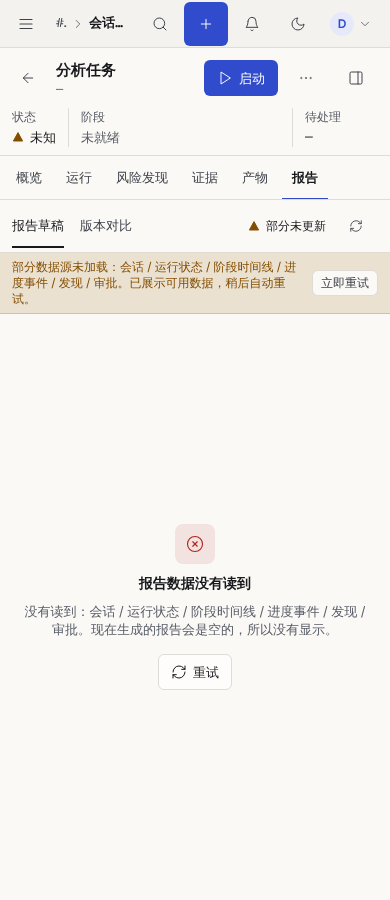 #. 会话...
D
分析任务
–
启动
状态
阶段
待处理
未知
未就绪
–
概览 运行 风险发现 证据 产物 报告
报告草稿 版本对比 部分未更新
部分数据源未加载：会话 / 运行状态 / 阶段时间线 / 进
度事件 / 发现 / 审批。已展示可用数据，稍后自动重
试。
立即重试
报告数据没有读到
没有读到：会话 / 运行状态 / 阶段时间线 / 进度事件 / 发现 /
审批。现在生成的报告会是空的，所以没有显示。
重试